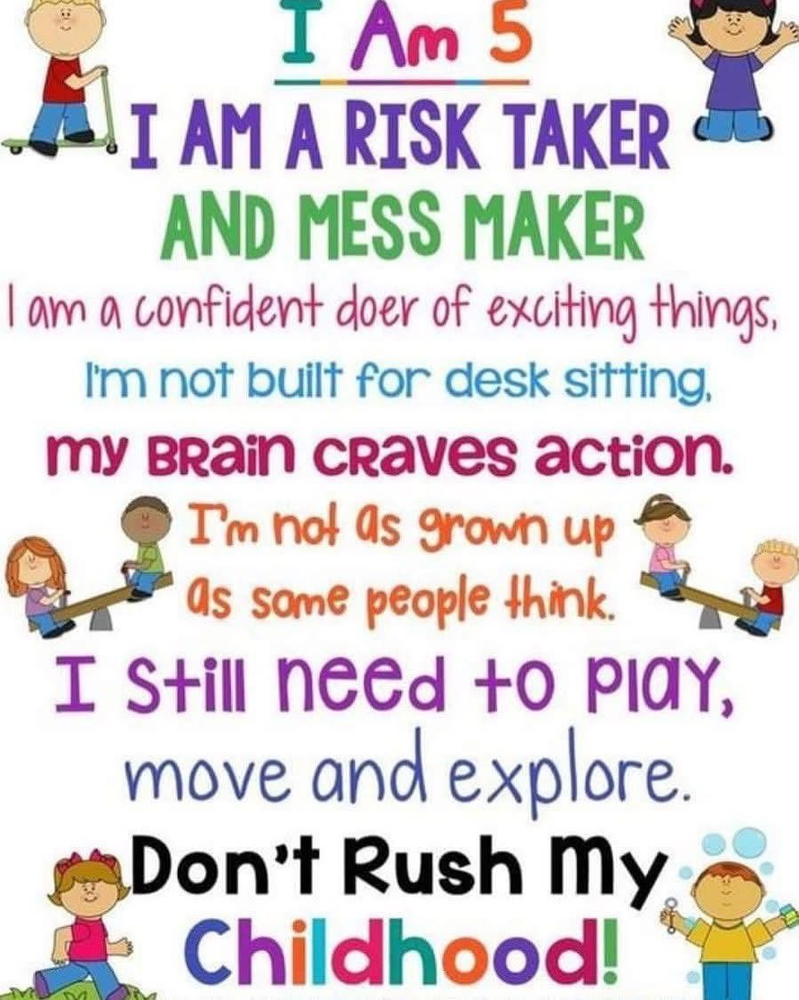 I Am 5
I AM A RISK TAKER
AND MESS MAKER
I am a confident doer of exciting things,
I'm not built for desk sitting,
my BRain CRaves action.
I'm not as grown up
as some people think.
I still need to play,
move and explore.
Don't Rush My
Childhood!